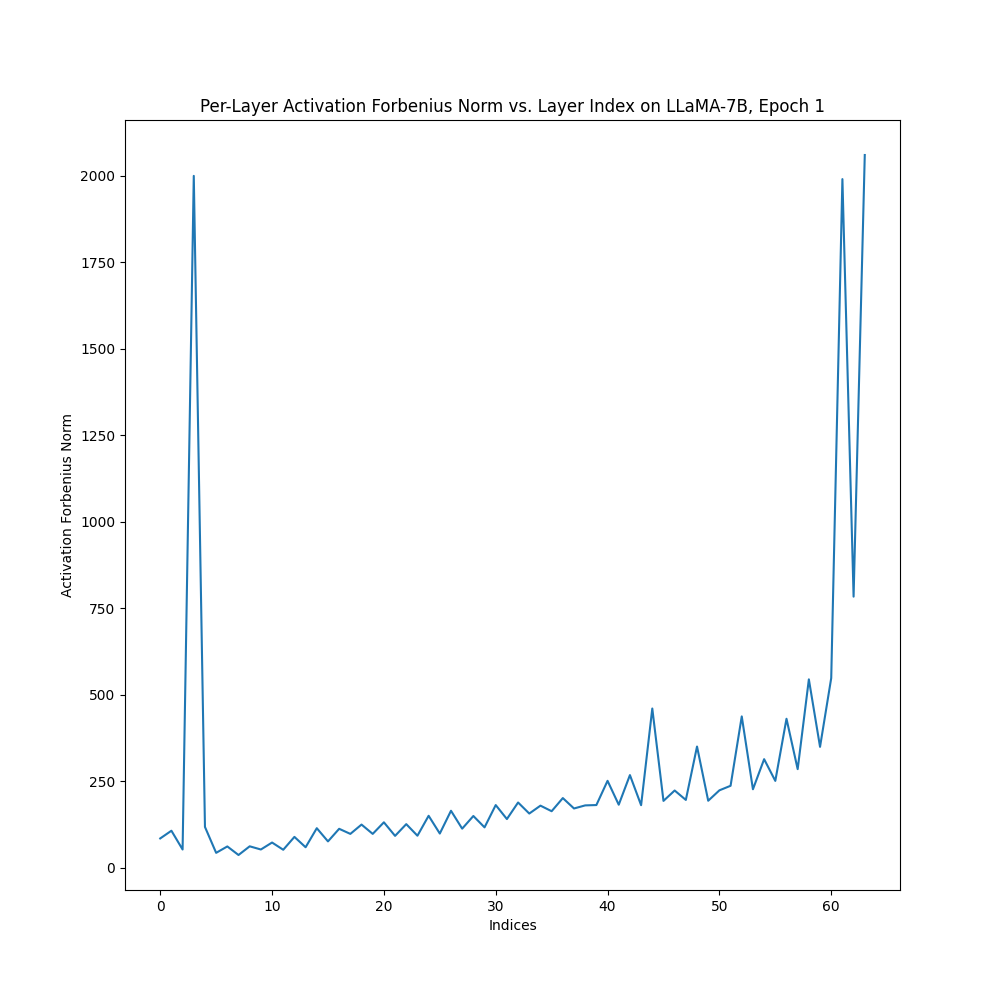 Per-Layer Activation Forbenius Norm vs. Layer Index on LLaMA-7B, Epoch 1
2000
1750
1500
1250
1000
750
500
250
0
Activation Forbenius Norm
0 10 20 30 40 50 60
Indices